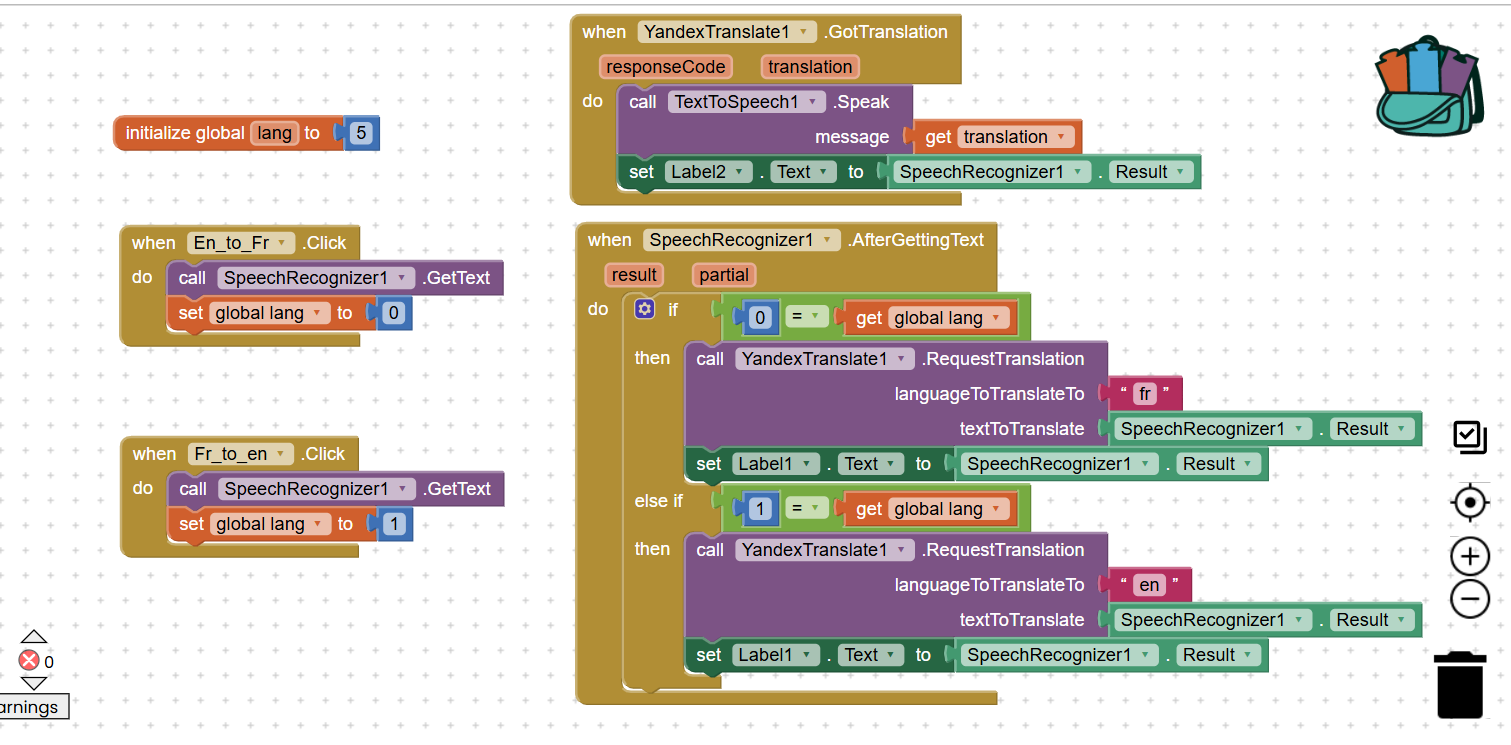 initialize global lang to 5
when En_to_Fr .Click
do call SpeechRecognizer1 .GetText
set global lang to 0
when Fr_to_en .Click
do call SpeechRecognizer1 .GetText
set global lang to 1
0
arnings
when YandexTranslate1 .GotTranslation
responseCode translation
do call TextToSpeech1 .Speak
message get translation
set Label2 . Text to SpeechRecognizer1 . Result
when SpeechRecognizer1 .AfterGettingText
result partial
do if 0 = get global lang
then call YandexTranslate1 .RequestTranslation
languageToTranslateTo “ fr ”
textToTranslate SpeechRecognizer1 . Result
set Label1 . Text to SpeechRecognizer1 . Result
else if 1 = get global lang
then call YandexTranslate1 .RequestTranslation
languageToTranslateTo “ en ”
textToTranslate SpeechRecognizer1 . Result
set Label1 . Text to SpeechRecognizer1 . Result